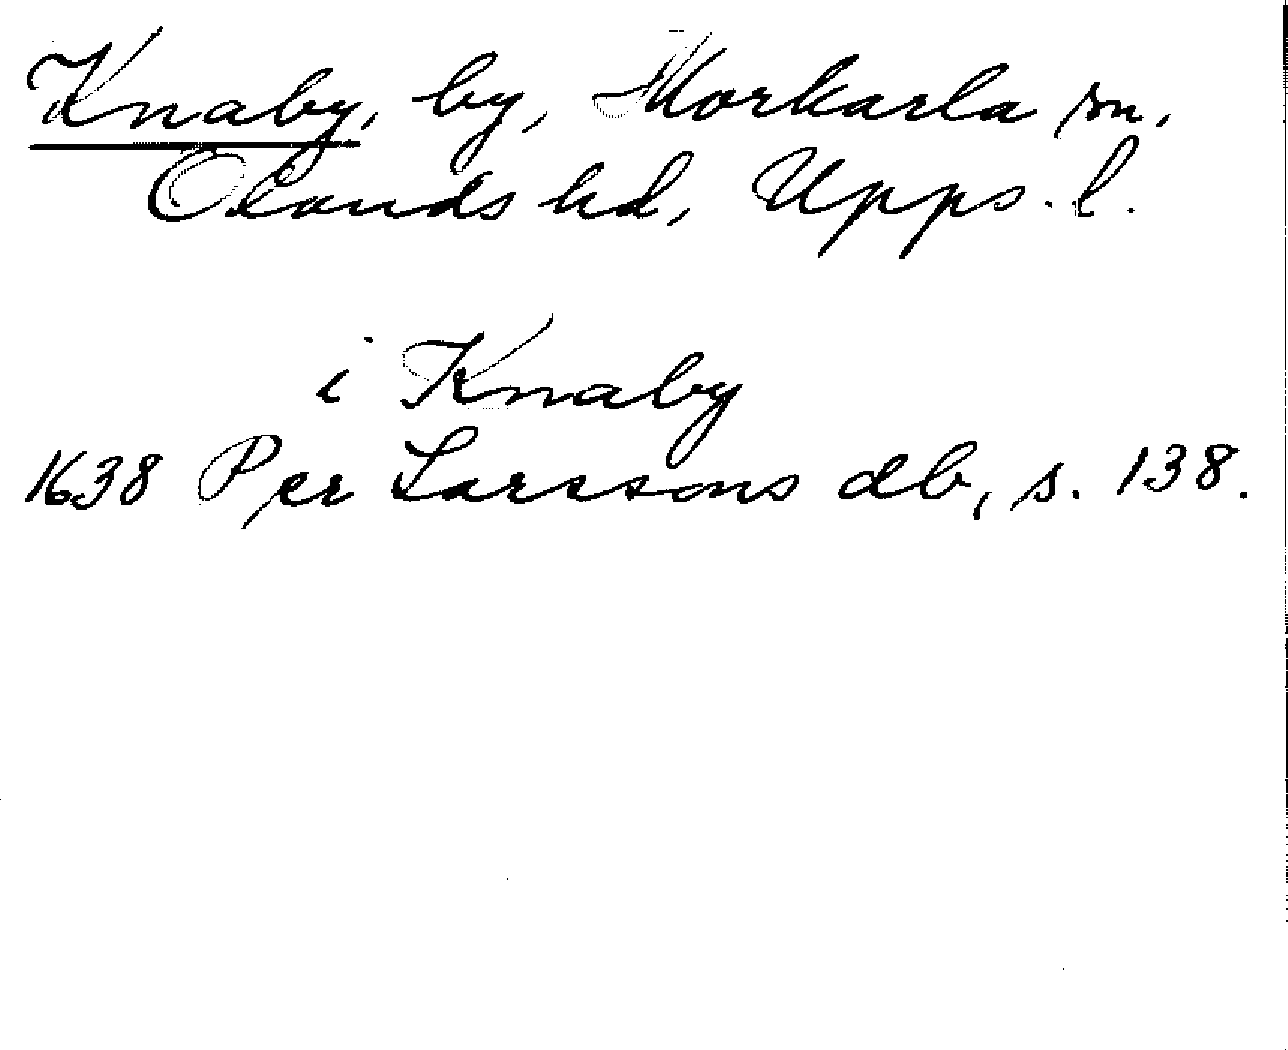 Knaby, by, Morkarla sn,
Olands hd, Upps. l.
i Knaby
1638 Per Larssons db, s. 138.